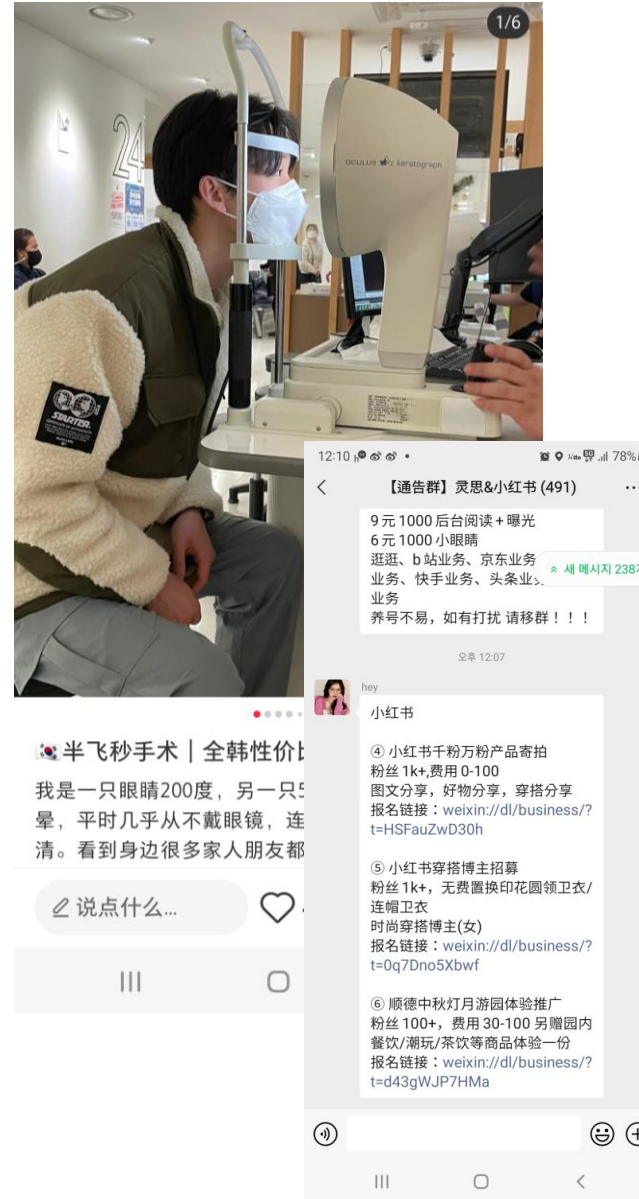 1/6
24
OCULUS keratograph
STARTER
🇰🇷半飞秒手术｜全韩性价
我是一只眼睛200度，另一只5
晕，平时几乎从不戴眼镜，连
清。看到身边很多家人朋友都
说点什么...
12:10
78%
【通告群】灵思&小红书 (491)
9元1000后台阅读+曝光
6元1000小眼睛
逛逛、b站业务、京东业务
새 메시지 238
业务、快手业务、头条业
业务
养号不易，如有打扰 请移群！！！
오후 12:07
hey
小红书
④ 小红书千粉万粉产品寄拍
粉丝1k+,费用0-100
图文分享，好物分享，穿搭分享
报名链接：weixin://dl/business/?
t=HSFauZwD30h
⑤ 小红书穿搭博主招募
粉丝1k+，无费置换印花圆领卫衣/
连帽卫衣
时尚穿搭博主(女)
报名链接：weixin://dl/business/?
t=0q7Dno5Xbwf
⑥ 顺德中秋灯月游园体验推广
粉丝100+，费用30-100 另赠园内
餐饮/潮玩/茶饮等商品体验一份
报名链接：weixin://dl/business/?
t=d43gWJP7HMa